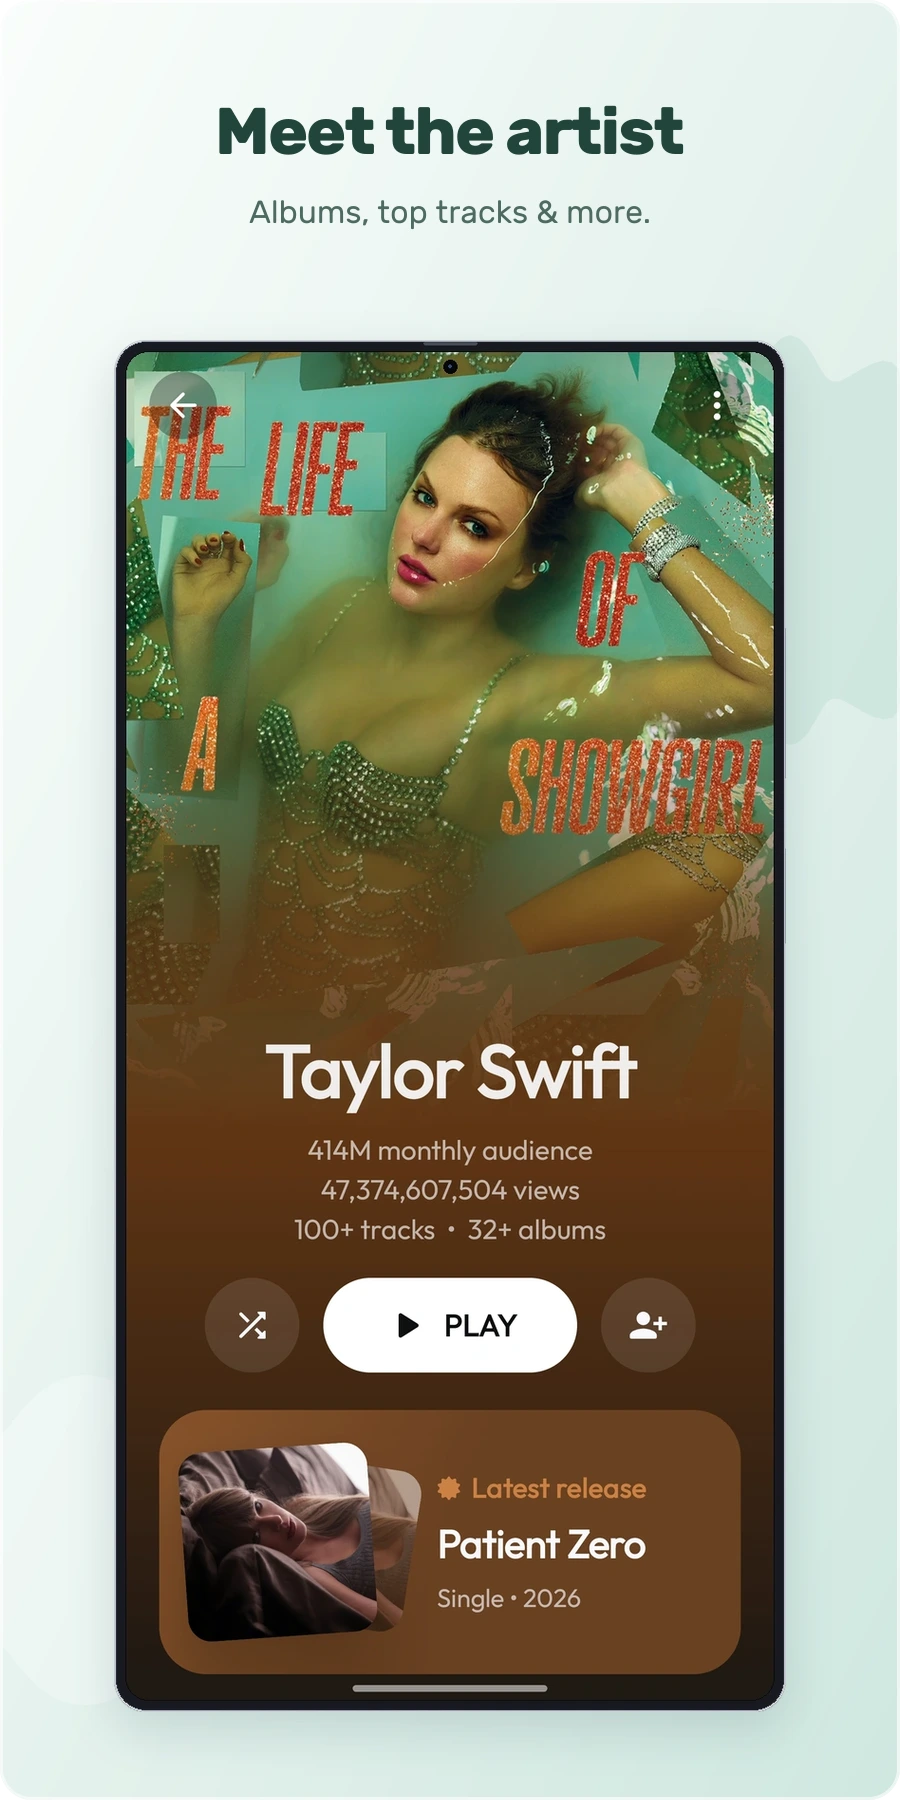 Meet the artist
Albums, top tracks & more.
THE LIFE
OF
A
SHOWGIRL
Taylor Swift
414M monthly audience
47,374,607,504 views
100+ tracks • 32+ albums
PLAY
Latest release
Patient Zero
Single • 2026